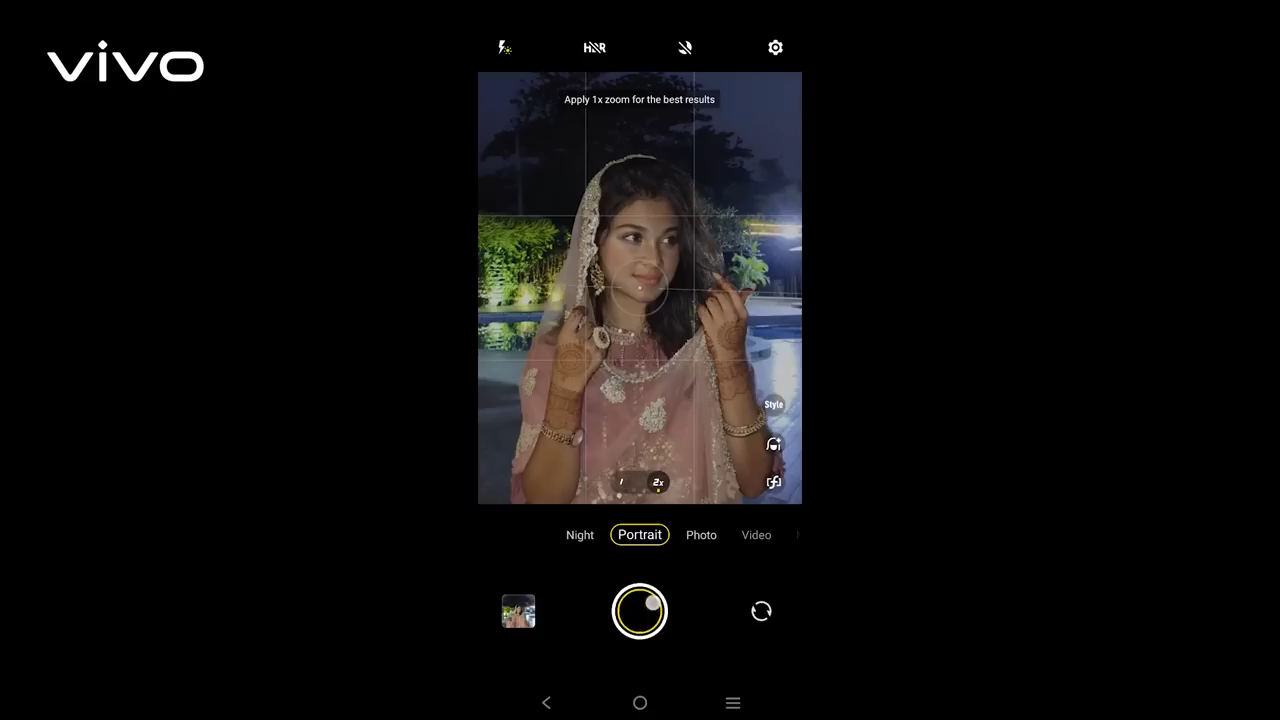 vivo
HDR
Apply 1x zoom for the best results
Style
1 2x
Night Portrait Photo Video